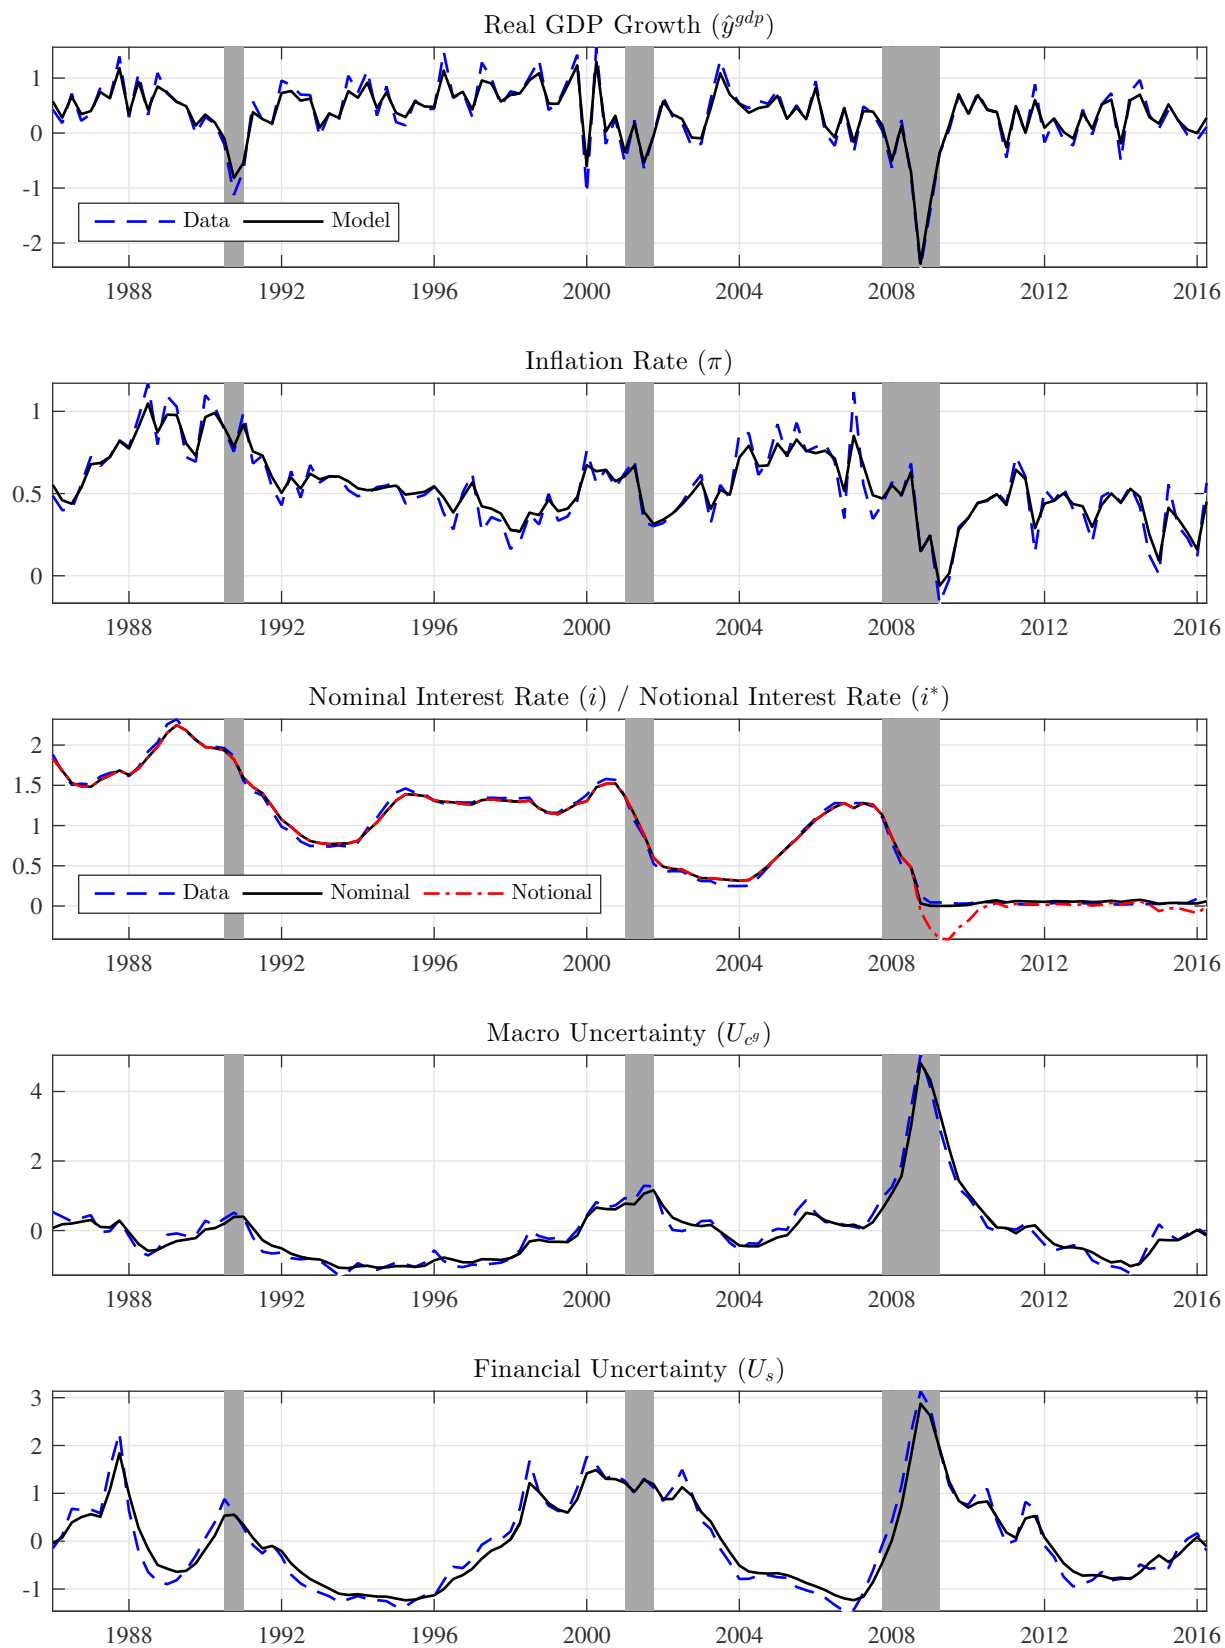 Real GDP Growth (ŷ^{gdp})
1
0
-1
-2
Data Model
1988 1992 1996 2000 2004 2008 2012 2016
Inflation Rate (π)
1
0.5
0
1988 1992 1996 2000 2004 2008 2012 2016
Nominal Interest Rate (i) / Notional Interest Rate (i*)
2
1.5
1
0.5
0
Data Nominal Notional
1988 1992 1996 2000 2004 2008 2012 2016
Macro Uncertainty (U_{c^g})
4
2
0
1988 1992 1996 2000 2004 2008 2012 2016
Financial Uncertainty (U_s)
3
2
1
0
-1
1988 1992 1996 2000 2004 2008 2012 2016